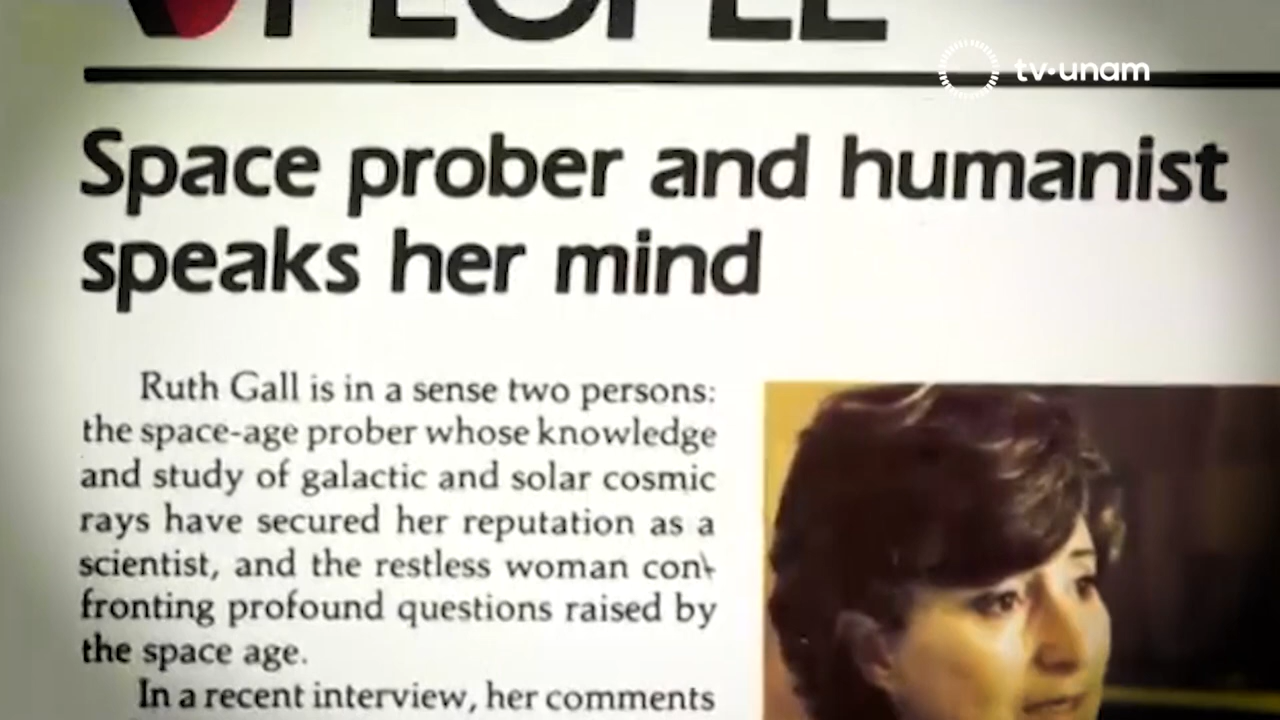 PEOPLE
tv·unam
Space prober and humanist
speaks her mind
Ruth Gall is in a sense two persons:
the space-age prober whose knowledge
and study of galactic and solar cosmic
rays have secured her reputation as a
scientist, and the restless woman con-
fronting profound questions raised by
the space age.
In a recent interview, her comments